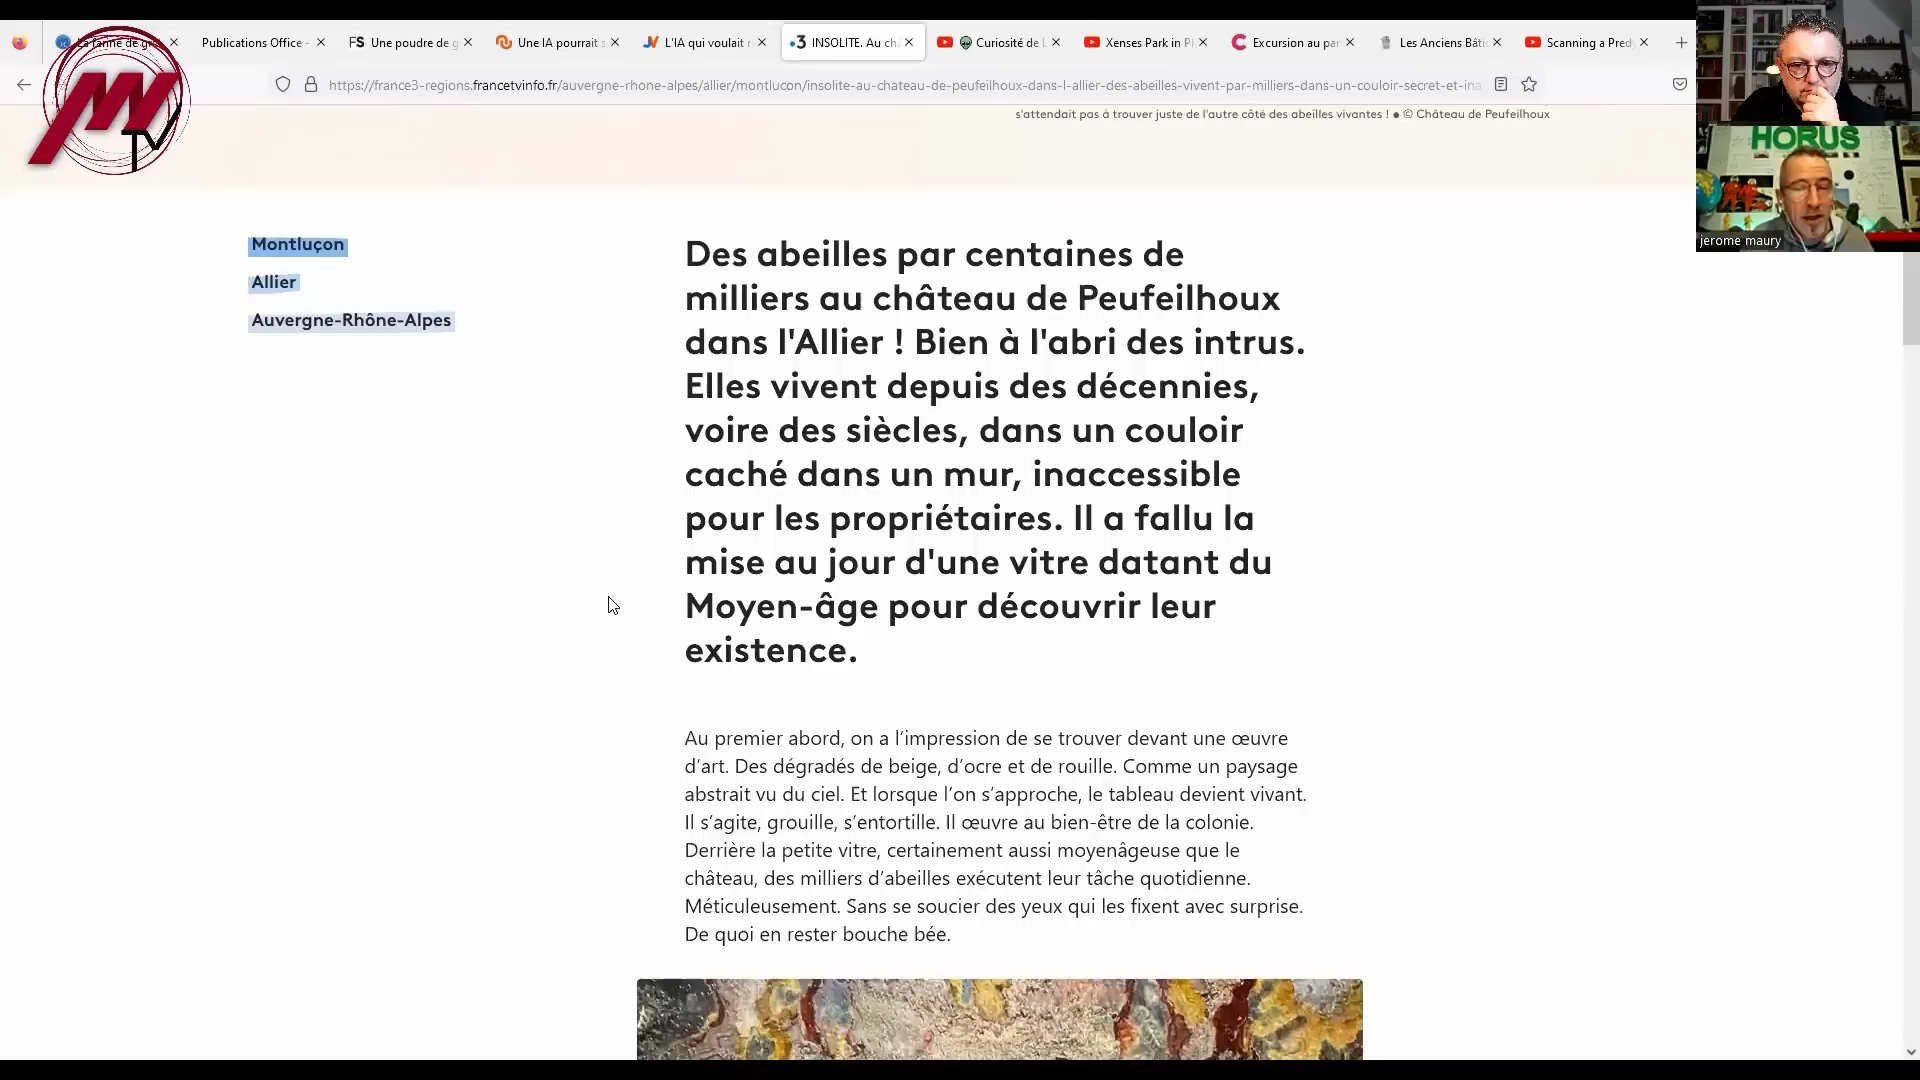 La panne de gr
Publications Office -
FS Une poudre de g
Une IA pourrait s
L'IA qui voulait r
3 INSOLITE. Au ch
Curiosité de L
Xenses Park in P
Excursion au par
Les Anciens Bâti
Scanning a Pred
https://france3-regions.francetvinfo.fr/auvergne-rhone-alpes/allier/montlucon/insolite-au-chateau-de-peufeilhoux-dans-l-allier-des-abeilles-vivent-par-milliers-dans-un-couloir-secret-et-ina
TV
HORUS
jerome maury
s'attendait pas à trouver juste de l'autre côté des abeilles vivantes ! • © Château de Peufeilhoux
Montluçon
Allier
Auvergne-Rhône-Alpes
Des abeilles par centaines de
milliers au château de Peufeilhoux
dans l'Allier ! Bien à l'abri des intrus.
Elles vivent depuis des décennies,
voire des siècles, dans un couloir
caché dans un mur, inaccessible
pour les propriétaires. Il a fallu la
mise au jour d'une vitre datant du
Moyen-âge pour découvrir leur
existence.
Au premier abord, on a l’impression de se trouver devant une œuvre
d’art. Des dégradés de beige, d’ocre et de rouille. Comme un paysage
abstrait vu du ciel. Et lorsque l’on s’approche, le tableau devient vivant.
Il s’agite, grouille, s’entortille. Il œuvre au bien-être de la colonie.
Derrière la petite vitre, certainement aussi moyenâgeuse que le
château, des milliers d’abeilles exécutent leur tâche quotidienne.
Méticuleusement. Sans se soucier des yeux qui les fixent avec surprise.
De quoi en rester bouche bée.